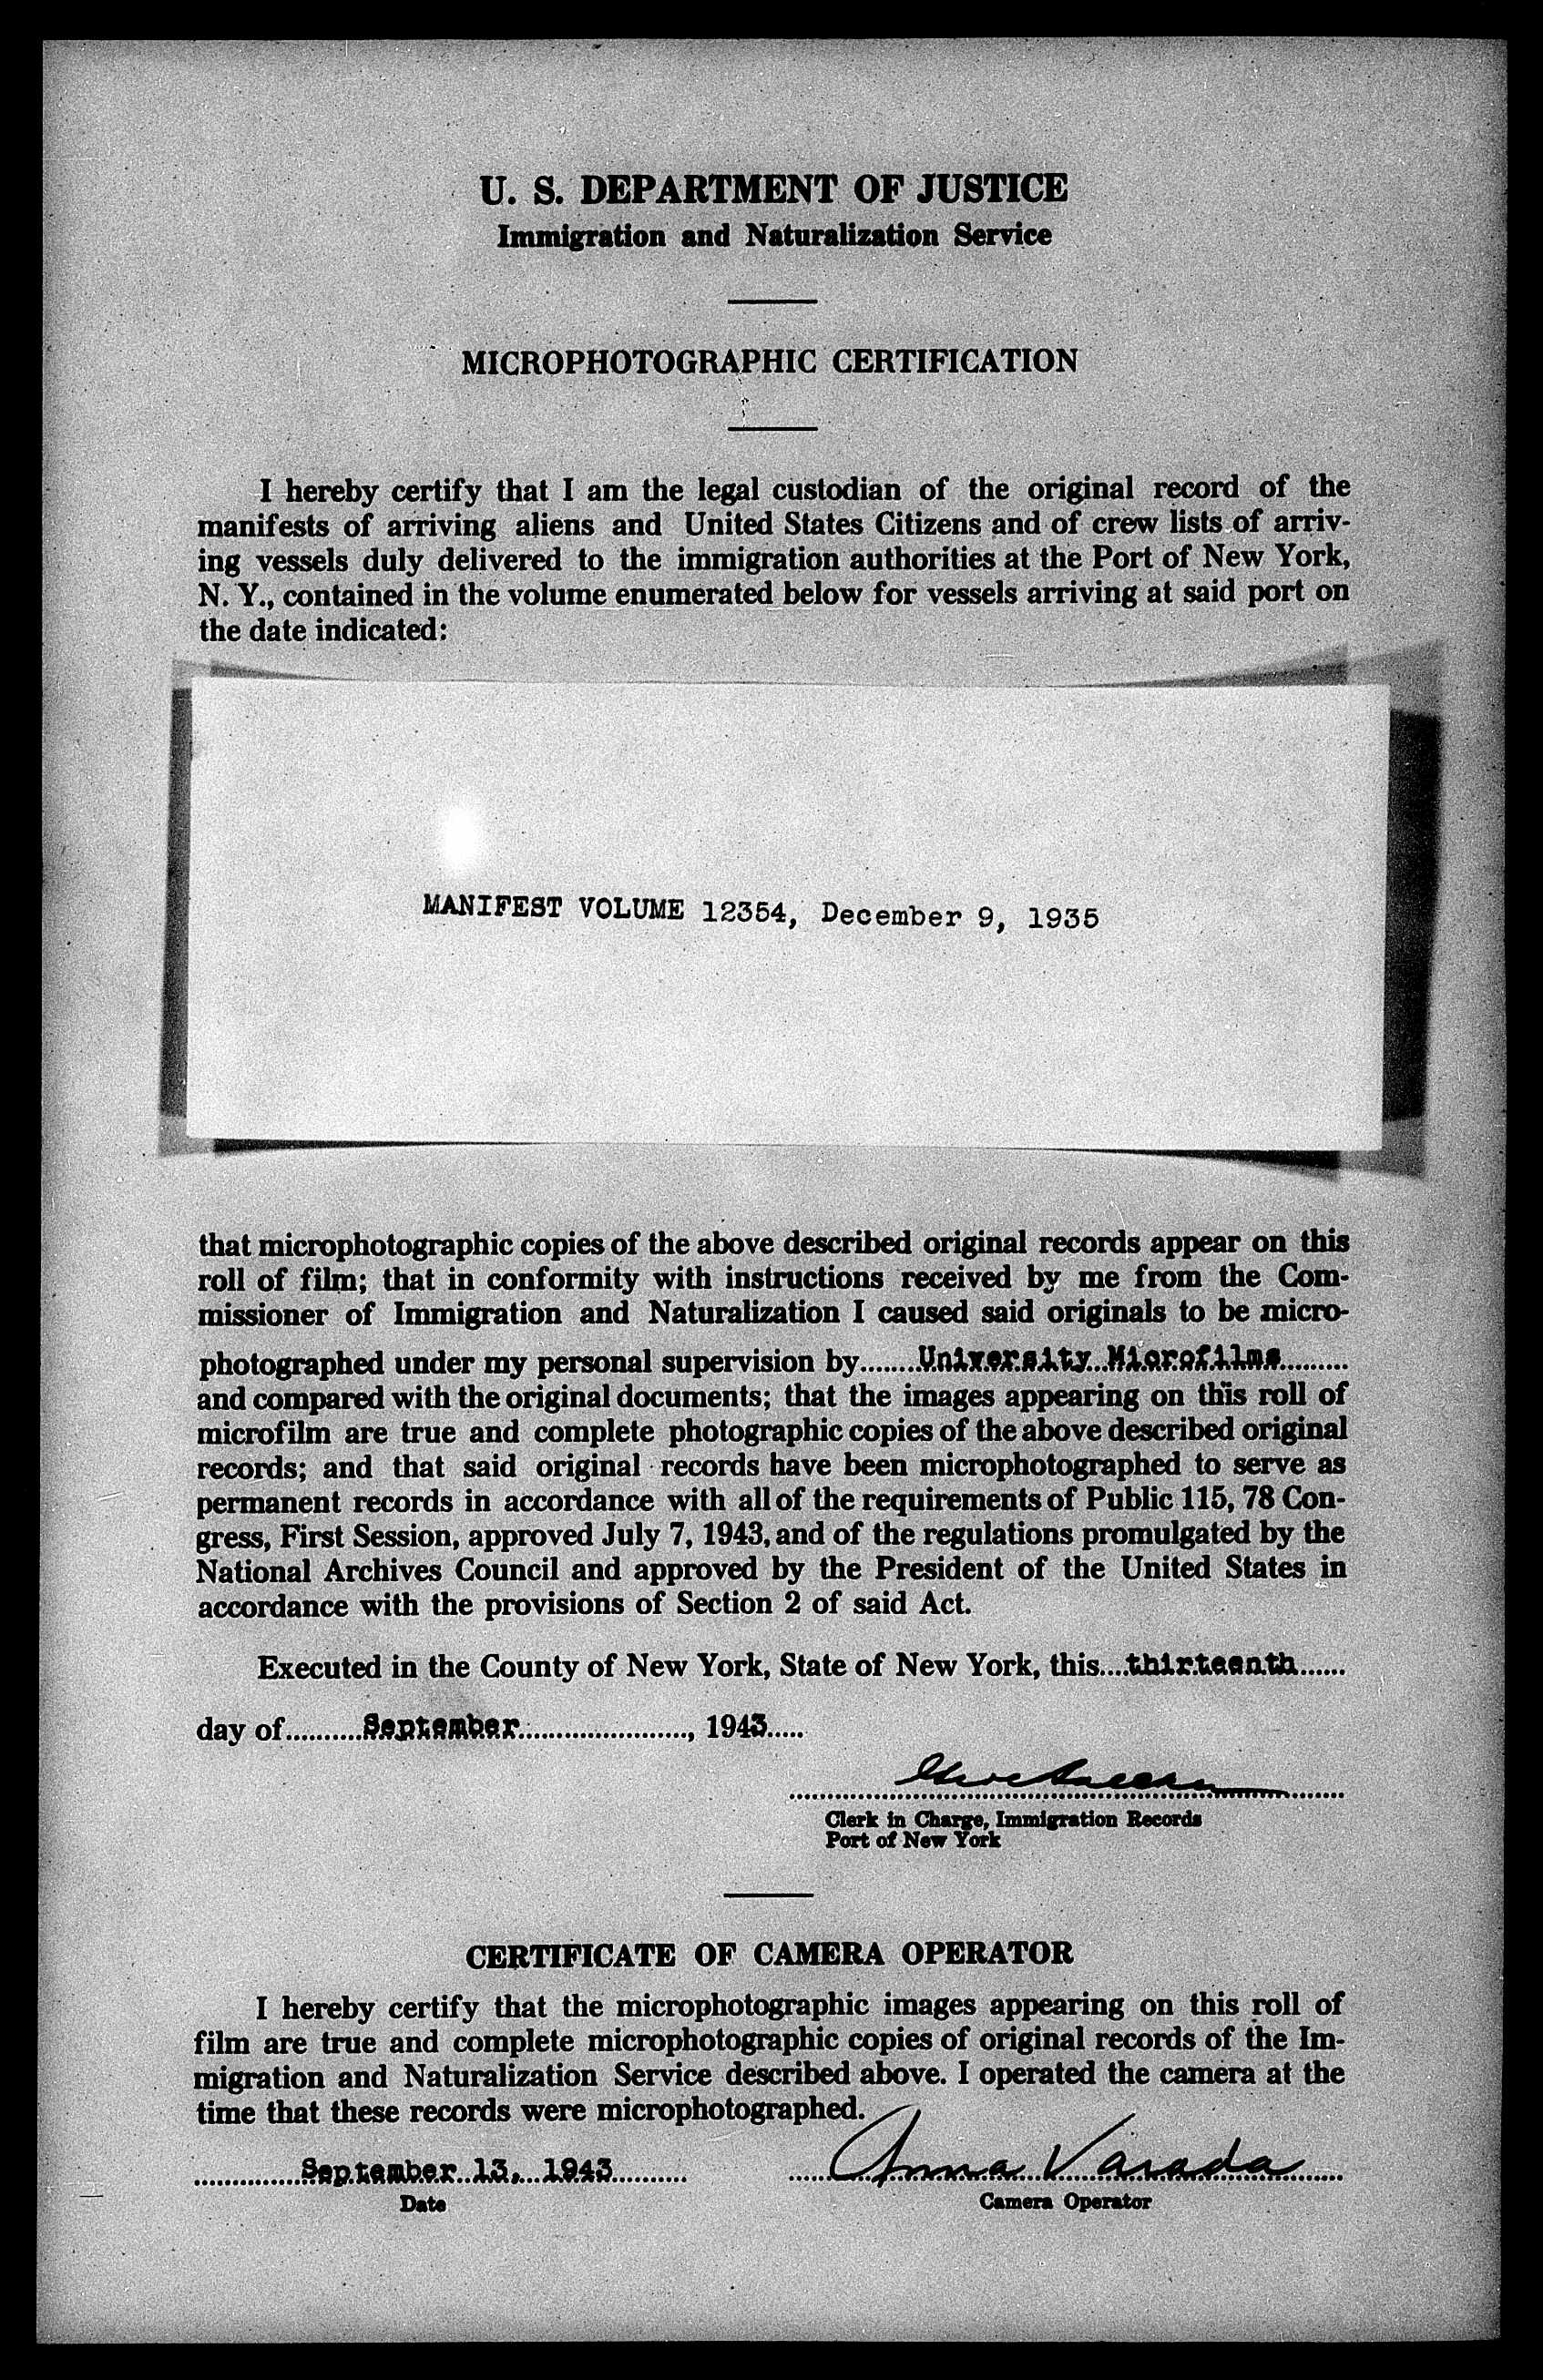 U. S. DEPARTMENT OF JUSTICE
Immigration and Naturalization Service
MICROPHOTOGRAPHIC CERTIFICATION
I hereby certify that I am the legal custodian of the original record of the
manifests of arriving aliens and United States Citizens and of crew lists of arriv-
ing vessels duly delivered to the immigration authorities at the Port of New York,
N. Y., contained in the volume enumerated below for vessels arriving at said port on
the date indicated:
MANIFEST VOLUME 12354, December 9, 1935
that microphotographic copies of the above described original records appear on this
roll of film; that in conformity with instructions received by me from the Com-
missioner of Immigration and Naturalization I caused said originals to be micro-
photographed under my personal supervision by.......University Microfilms..........
and compared with the original documents; that the images appearing on this roll of
microfilm are true and complete photographic copies of the above described original
records; and that said original records have been microphotographed to serve as
permanent records in accordance with all of the requirements of Public 115, 78 Con-
gress, First Session, approved July 7, 1943, and of the regulations promulgated by the
National Archives Council and approved by the President of the United States in
accordance with the provisions of Section 2 of said Act.
Executed in the County of New York, State of New York, this....thirteenth......
day of..........September......................, 1943.....
Clerk in Charge, Immigration Records
Port of New York
CERTIFICATE OF CAMERA OPERATOR
I hereby certify that the microphotographic images appearing on this roll of
film are true and complete microphotographic copies of original records of the Im-
migration and Naturalization Service described above. I operated the camera at the
time that these records were microphotographed.
September 13, 1943 Anna Varada
Date Camera Operator